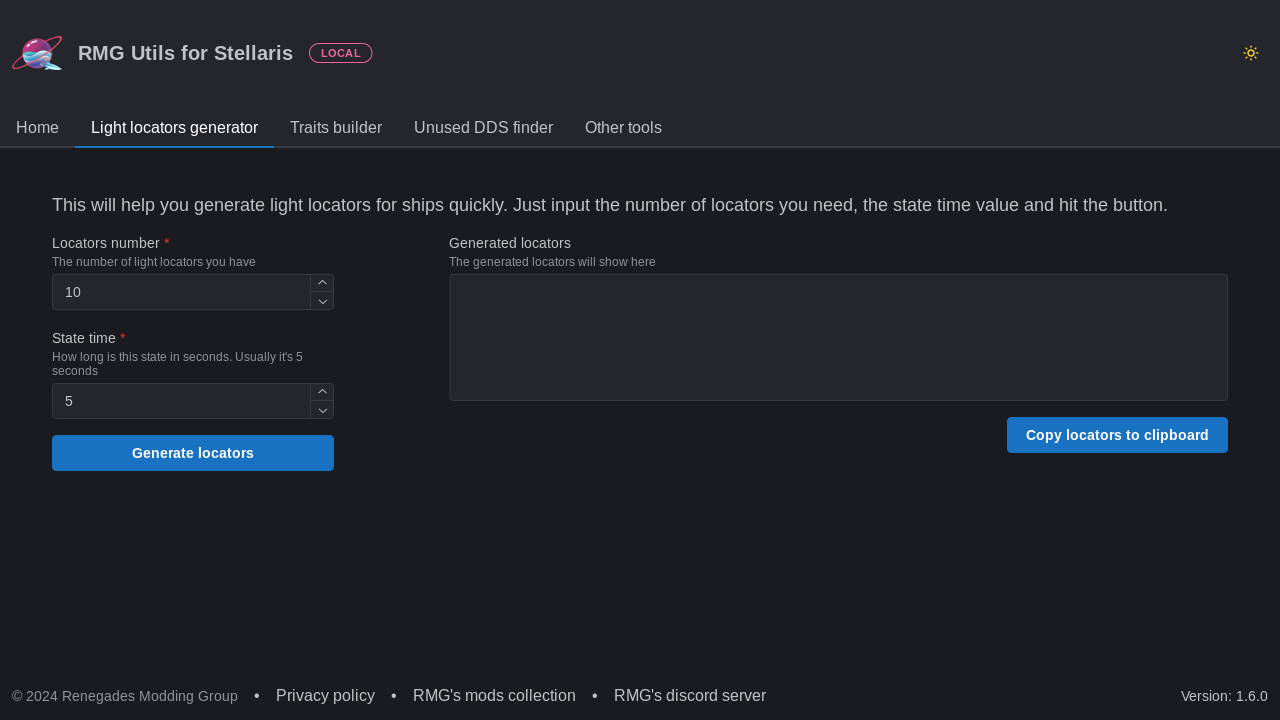 RMG Utils for Stellaris
LOCAL
Home
Light locators generator
Traits builder
Unused DDS finder
Other tools
This will help you generate light locators for ships quickly. Just input the number of locators you need, the state time value and hit the button.
Locators number *
The number of light locators you have
10
State time *
How long is this state in seconds. Usually it's 5
seconds
5
Generate locators
Generated locators
The generated locators will show here
Copy locators to clipboard
© 2024 Renegades Modding Group
•
Privacy policy
•
RMG's mods collection
•
RMG's discord server
Version: 1.6.0